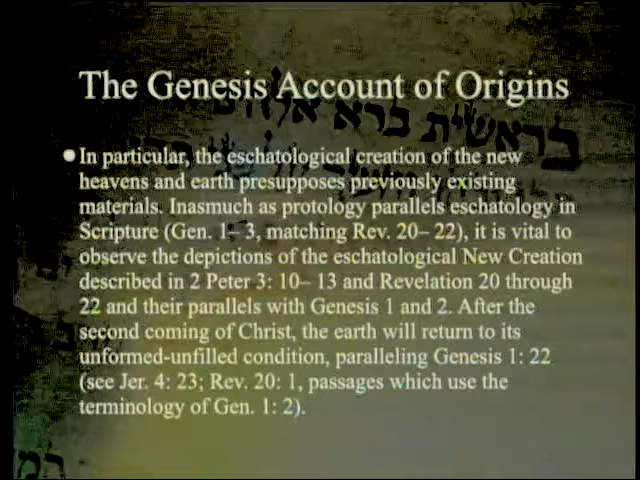 The Genesis Account of Origins
בראשית ברא אלהים
• In particular, the eschatological creation of the new
heavens and earth presupposes previously existing
materials. Inasmuch as protology parallels eschatology in
Scripture (Gen. 1– 3, matching Rev. 20– 22), it is vital to
observe the depictions of the eschatological New Creation
described in 2 Peter 3: 10– 13 and Revelation 20 through
22 and their parallels with Genesis 1 and 2. After the
second coming of Christ, the earth will return to its
unformed-unfilled condition, paralleling Genesis 1: 22
(see Jer. 4: 23; Rev. 20: 1, passages which use the
terminology of Gen. 1: 2).